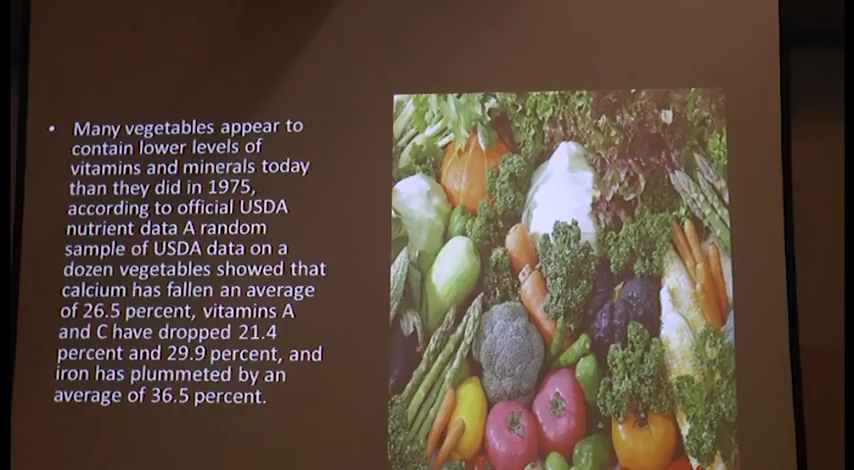 • Many vegetables appear to
contain lower levels of
vitamins and minerals today
than they did in 1975,
according to official USDA
nutrient data A random
sample of USDA data on a
dozen vegetables showed that
calcium has fallen an average
of 26.5 percent, vitamins A
and C have dropped 21.4
percent and 29.9 percent, and
iron has plummeted by an
average of 36.5 percent.